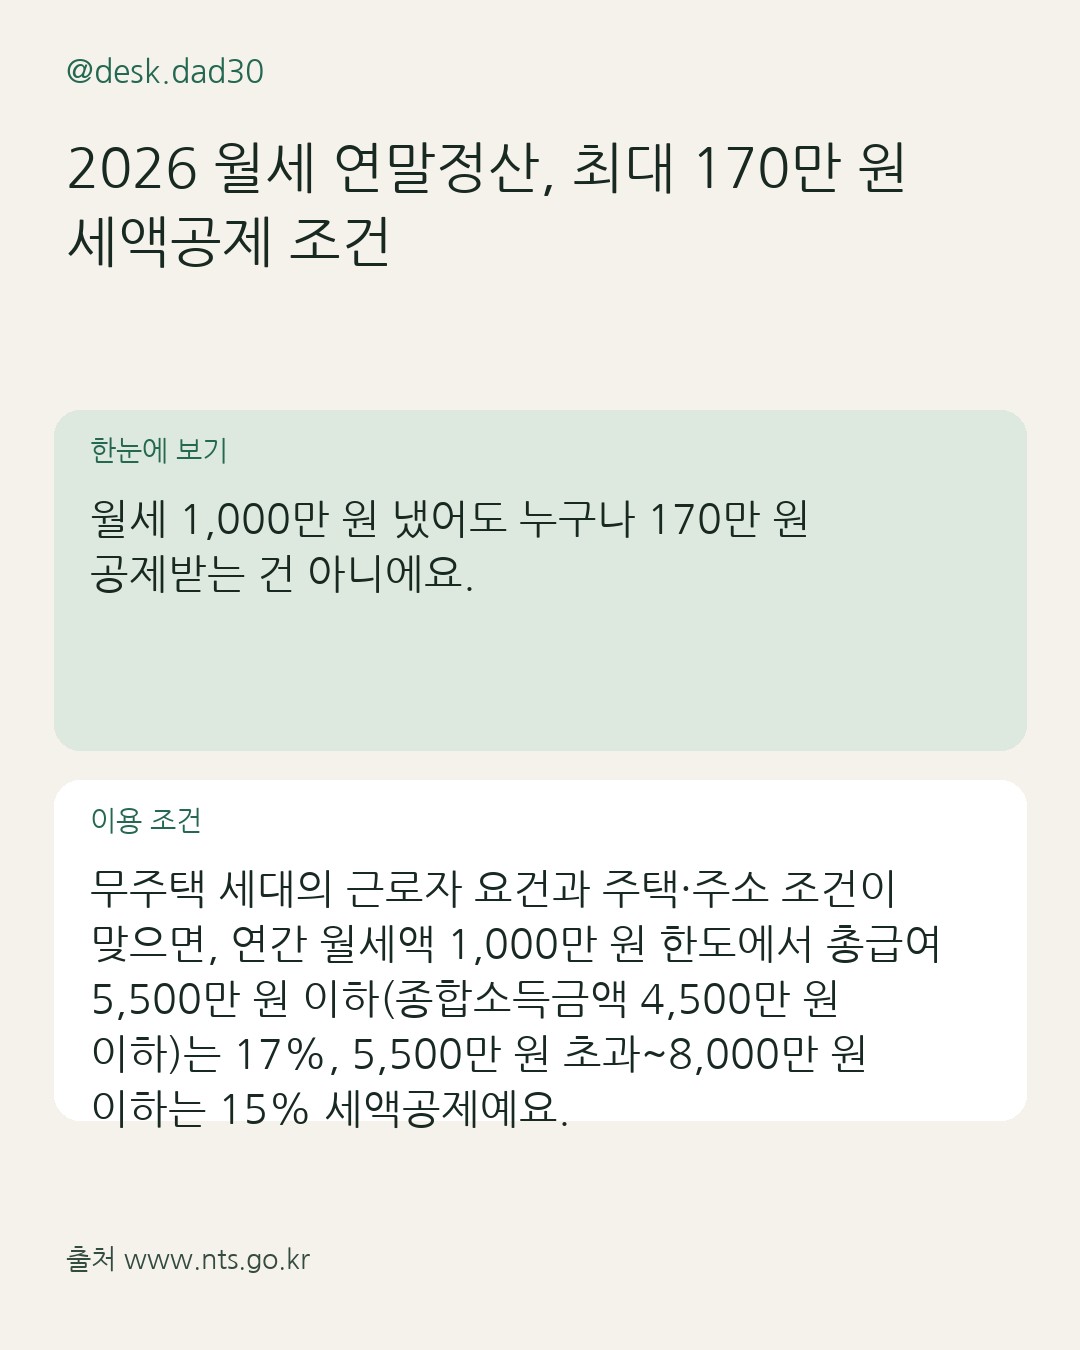 @desk.dad30
2026 월세 연말정산, 최대 170만 원
세액공제 조건
한눈에 보기
월세 1,000만 원 냈어도 누구나 170만 원
공제받는 건 아니에요.
이용 조건
무주택 세대의 근로자 요건과 주택·주소 조건이
맞으면, 연간 월세액 1,000만 원 한도에서 총급여
5,500만 원 이하(종합소득금액 4,500만 원
이하)는 17%, 5,500만 원 초과~8,000만 원
이하는 15% 세액공제예요.
출처 www.nts.go.kr